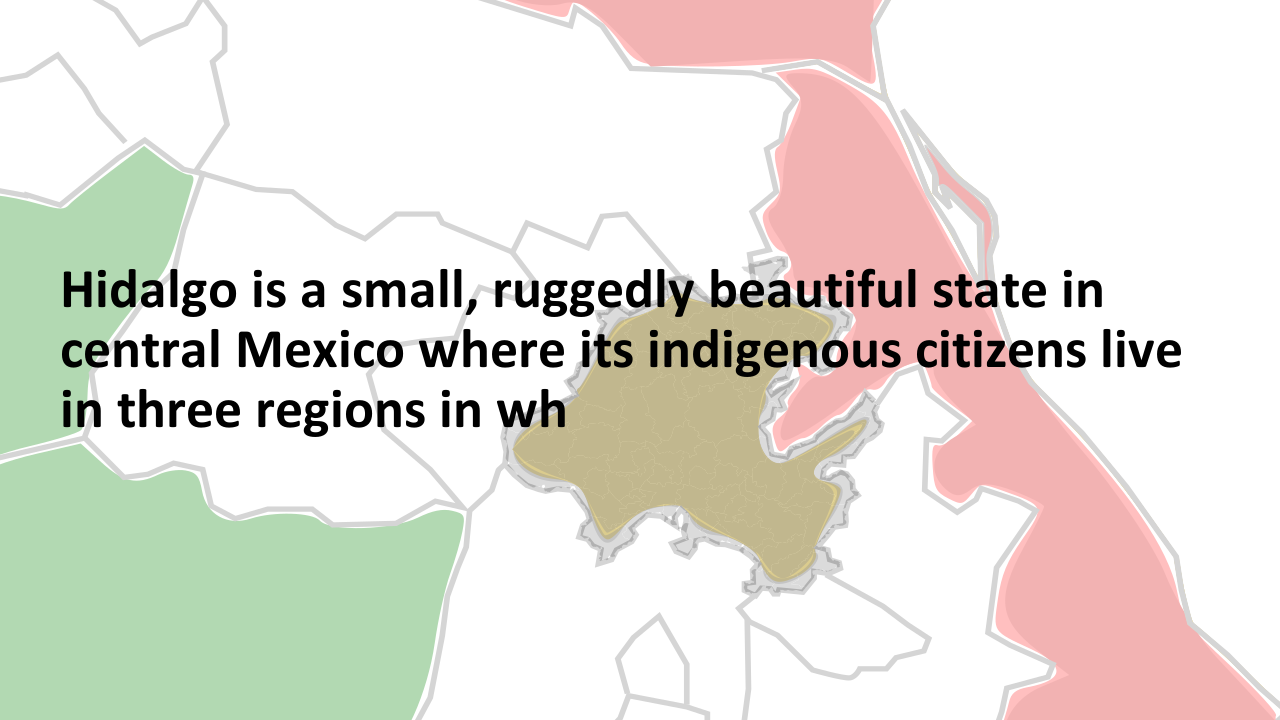 Hidalgo is a small, ruggedly beautiful state in
central Mexico where its indigenous citizens live
in three regions in wh